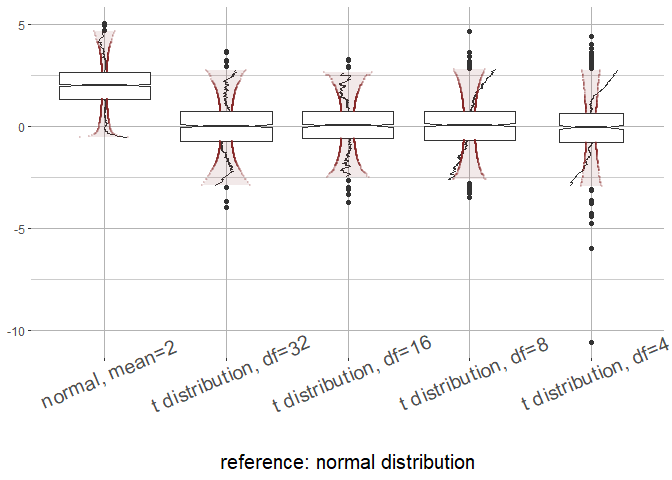 5
0
-5
-10
normal, mean=2
t distribution, df=32
t distribution, df=16
t distribution, df=8
t distribution, df=4
reference: normal distribution